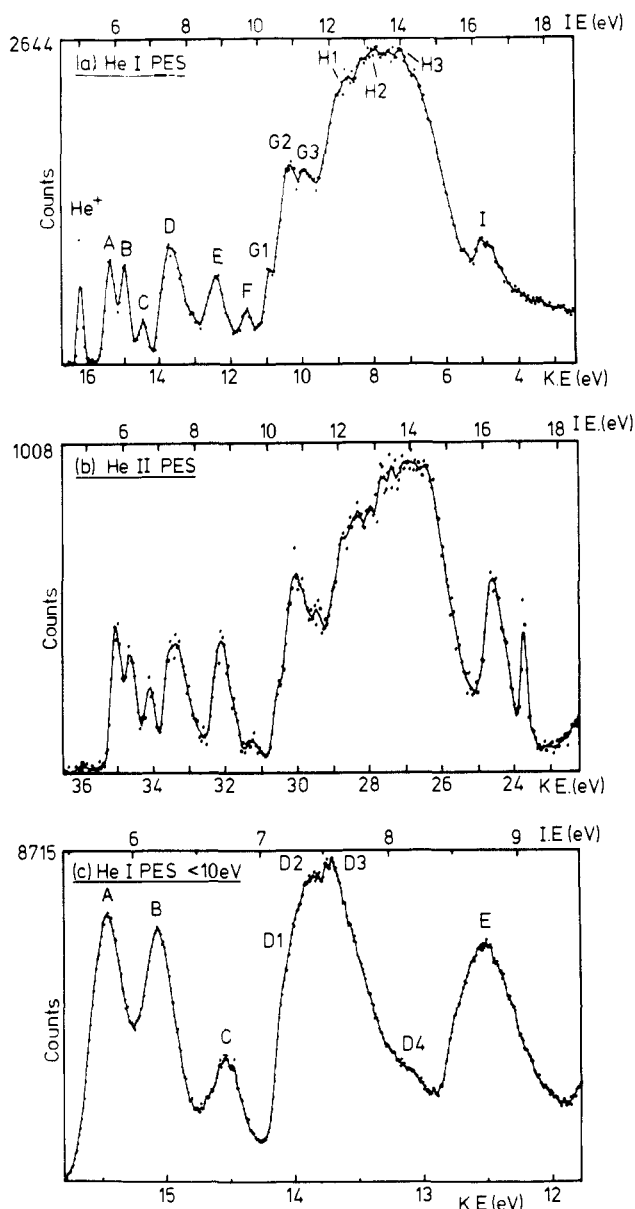 6 8 10 12 14 16 18 I E (eV)
2644
(a) He I PES
H1
H2
H3
G2
G3
He+
A
B
C
D
E
F
G1
I
Counts
16 14 12 10 8 6 4 K.E (eV)
6 8 10 12 14 16 18 I E.(eV)
1008
(b) He II PES
Counts
36 34 32 30 28 26 24 K E.(eV)
6 7 8 9 I.E (eV)
8715
(c) He I PES <10eV
A
B
C
D1
D2
D3
D4
E
Counts
15 14 13 12 K E (eV)